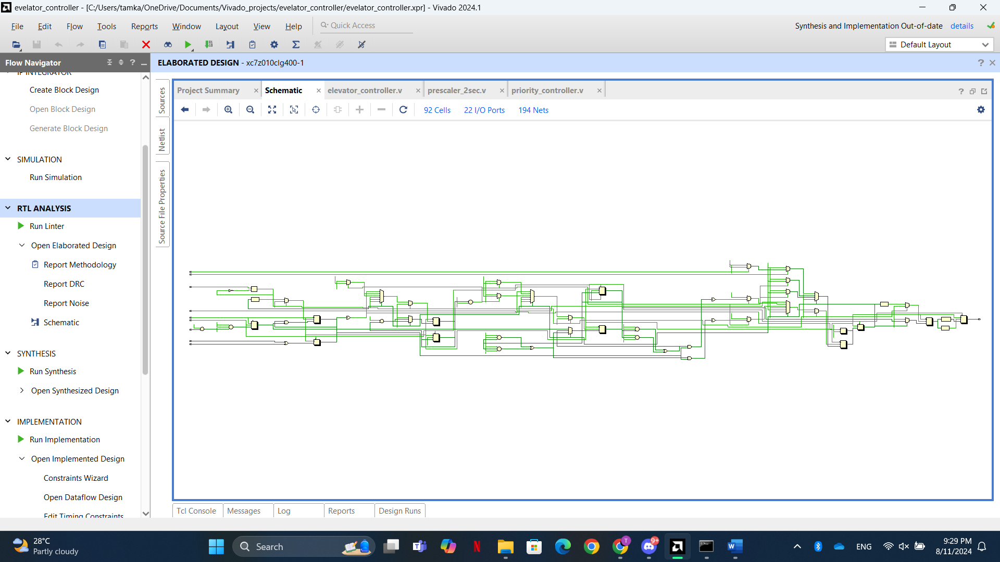 evelator_controller - [C:/Users/tamka/OneDrive/Documents/Vivado_projects/evelator_controller/evelator_controller.xpr] - Vivado 2024.1
File Edit Flow Tools Reports Window Layout View Help Quick Access
Synthesis and Implementation Out-of-date details
Default Layout
Flow Navigator
ELABORATED DESIGN - xc7z010clg400-1
IP INTEGRATOR
Create Block Design
Open Block Design
Generate Block Design
SIMULATION
Run Simulation
RTL ANALYSIS
Run Linter
Open Elaborated Design
Report Methodology
Report DRC
Report Noise
Schematic
SYNTHESIS
Run Synthesis
Open Synthesized Design
IMPLEMENTATION
Run Implementation
Open Implemented Design
Constraints Wizard
Open Dataflow Design
Edit Timing Constraints
Sources
Netlist
Source File Properties
Project Summary Schematic elevator_controller.v prescaler_2sec.v priority_controller.v
92 Cells 22 I/O Ports 194 Nets
Tcl Console Messages Log Reports Design Runs
28°C
Partly cloudy
Search
T
9+
ENG
9:29 PM
8/11/2024